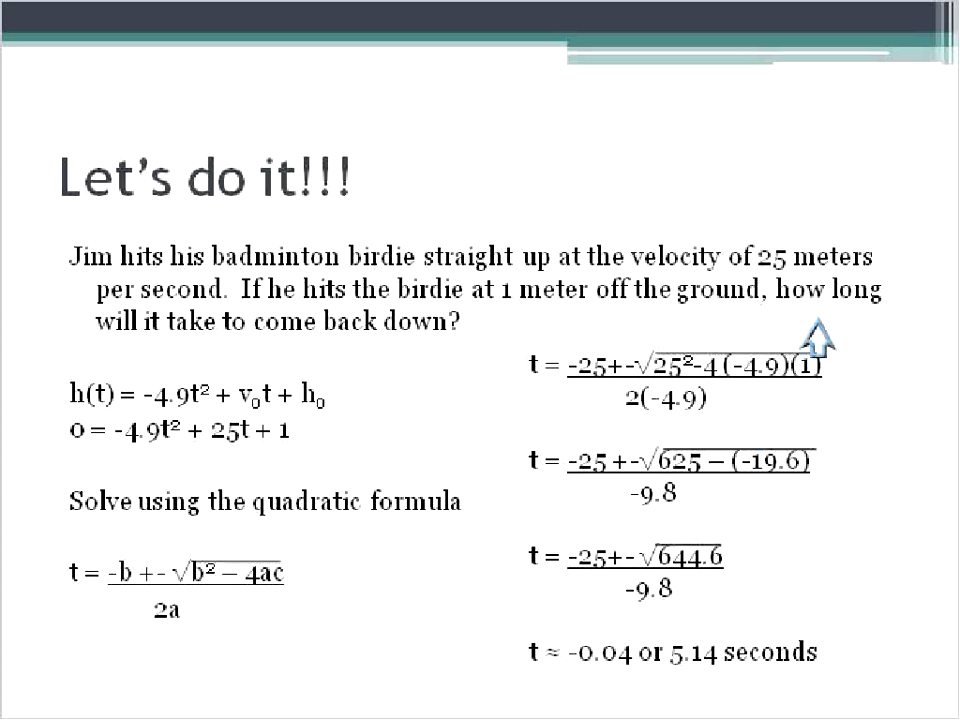 Let's do it!!!
Jim hits his badminton birdie straight up at the velocity of 25 meters
per second. If he hits the birdie at 1 meter off the ground, how long
will it take to come back down?
h(t) = -4.9t² + v₀t + h₀
0 = -4.9t² + 25t + 1
Solve using the quadratic formula
t = -b +- √b² – 4ac
2a
t = -25+-√25²-4 (-4.9)(1)
2(-4.9)
t = -25 +-√625 – (-19.6)
-9.8
t = -25+-√644.6
-9.8
t ≈ -0.04 or 5.14 seconds